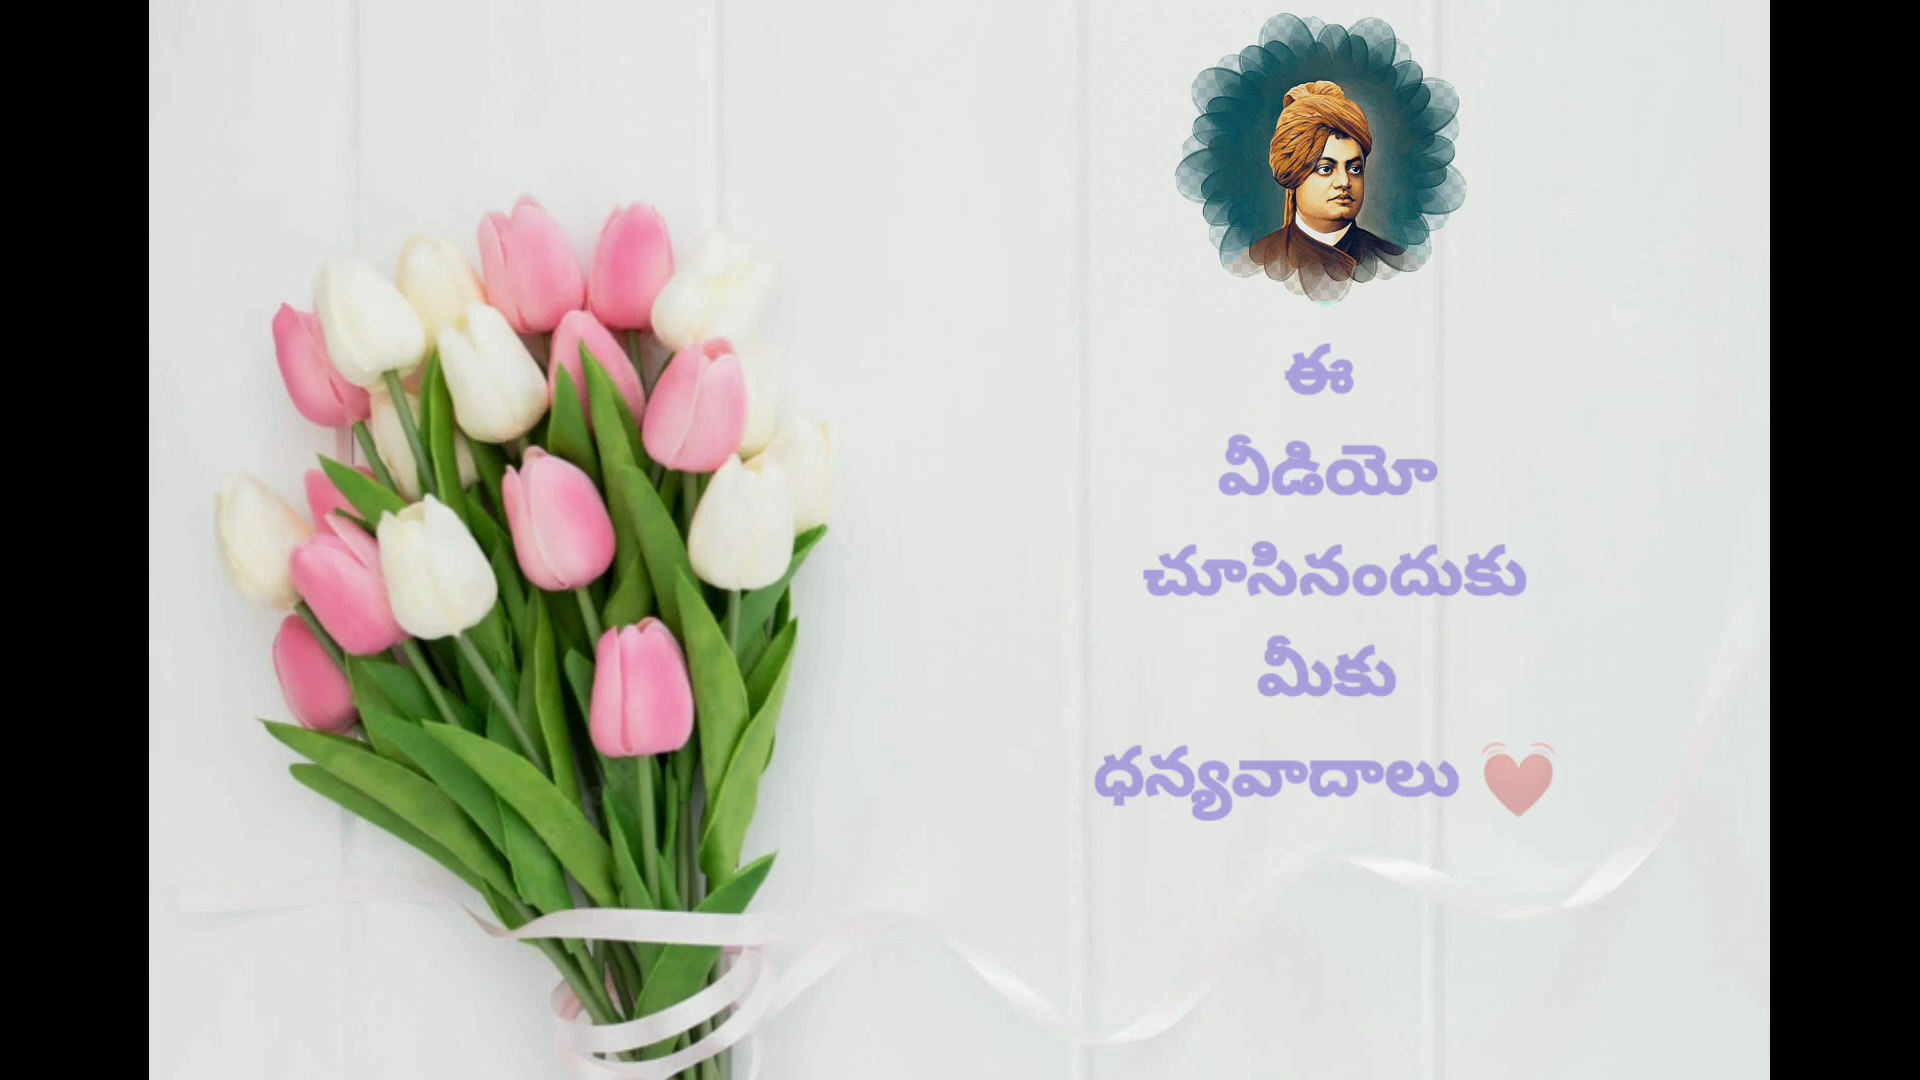 ఈ
వీడియో
చూసినందుకు
మీకు
ధన్యవాదాలు 💓